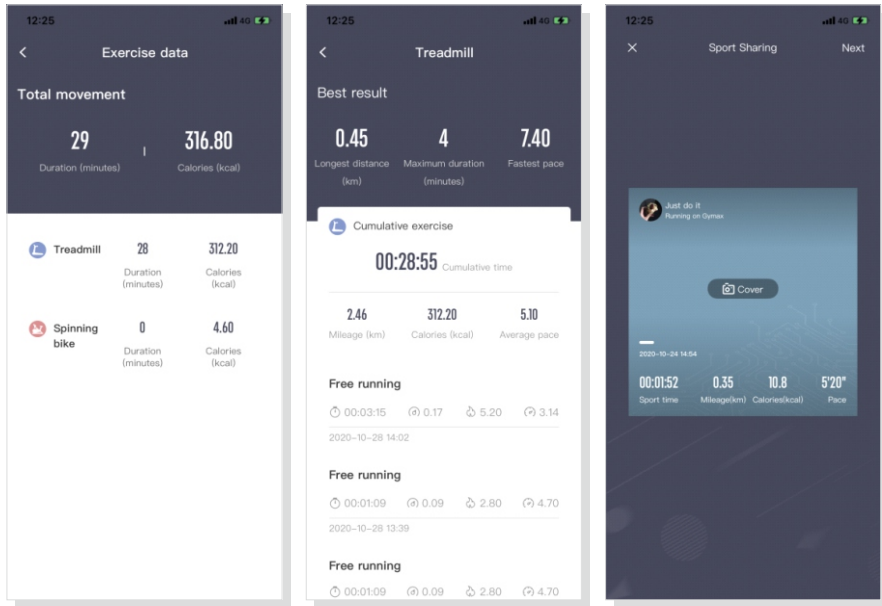 12:25
4G
Exercise data
Total movement
29
316.80
Duration (minutes)
Calories (kcal)
Treadmill
28
312.20
Duration
(minutes)
Calories
(kcal)
Spinning
bike
0
4.60
Duration
(minutes)
Calories
(kcal)
12:25
4G
Treadmill
Best result
0.45
4
7.40
Longest distance
(km)
Maximum duration
(minutes)
Fastest pace
Cumulative exercise
00:28:55 Cumulative time
2.46
312.20
5.10
Mileage (km)
Calories (kcal)
Average pace
Free running
00:03:15
0.17
5.20
3.14
2020-10-28 14:02
Free running
00:01:09
0.09
2.80
4.70
2020-10-28 13:39
Free running
00:01:09
0.09
2.80
4.70
12:25
4G
Sport Sharing
Next
Just do it
Running on Gymax
Cover
2020-10-24 14:54
00:01:52
0.35
10.8
5'20"
Sport time
Mileage(km)
Calories(kcal)
Pace